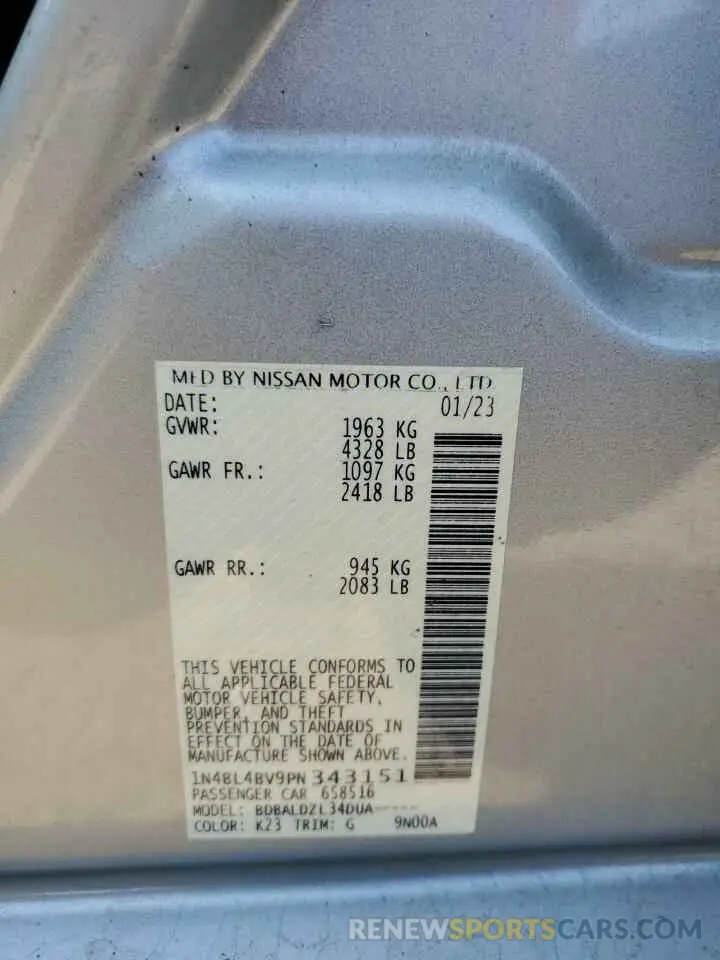 MFD BY NISSAN MOTOR CO., LTD
DATE: 01/23
GVWR: 1963 KG
4328 LB
GAWR FR.: 1097 KG
2418 LB
GAWR RR.: 945 KG
2083 LB
THIS VEHICLE CONFORMS TO
ALL APPLICABLE FEDERAL
MOTOR VEHICLE SAFETY,
BUMPER, AND THEFT
PREVENTION STANDARDS IN
EFFECT ON THE DATE OF
MANUFACTURE SHOWN ABOVE.
1N4BL4BV9PN343151
PASSENGER CAR 658516
MODEL: BDBALDZL34DUA-----
COLOR: K23 TRIM: G 9N00A
RENEWSPORTSCARS.COM